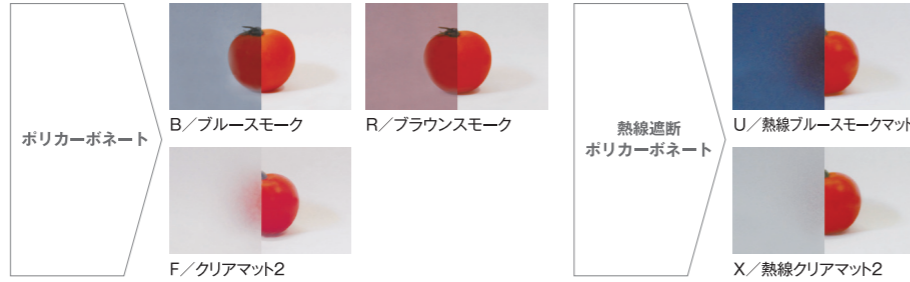 ポリカーボネート
B／ブルースモーク
R／ブラウンスモーク
F／クリアマット2
熱線遮断
ポリカーボネート
U／熱線ブルースモークマット
X／熱線クリアマット2